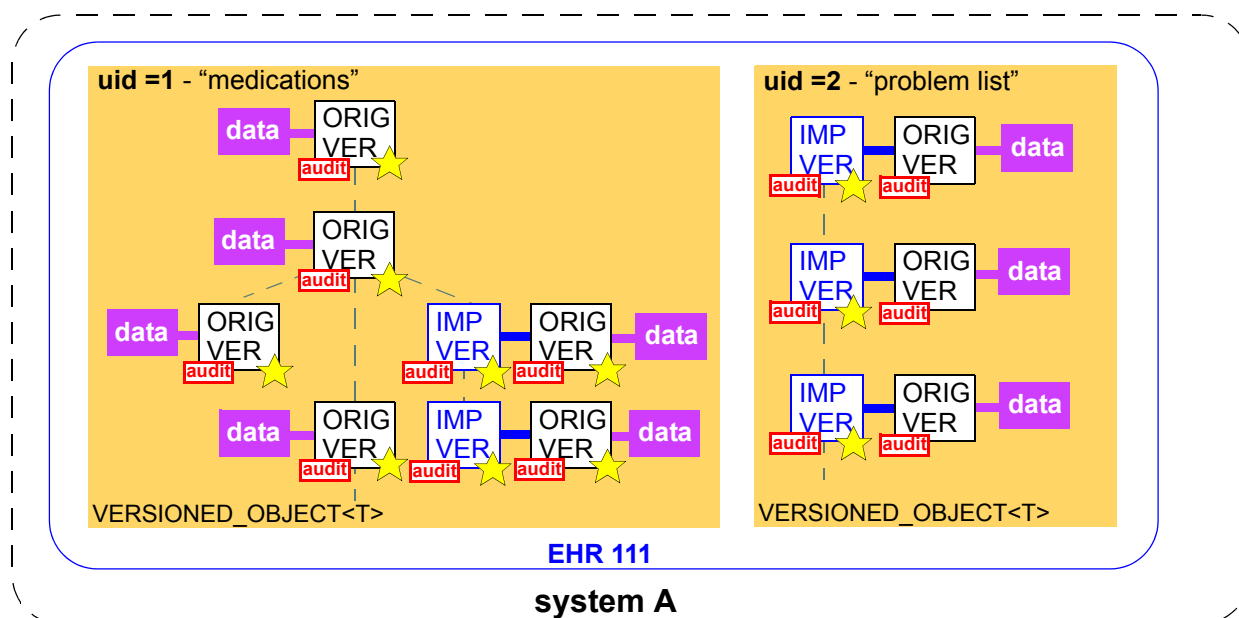 uid =1 - “medications”
data
ORIG
VER
audit
data
ORIG
VER
audit
data
ORIG
VER
audit
IMP
VER
audit
ORIG
VER
audit
data
data
ORIG
VER
audit
IMP
VER
audit
ORIG
VER
audit
data
VERSIONED_OBJECT<T>
uid =2 - “problem list”
IMP
VER
audit
ORIG
VER
audit
data
IMP
VER
audit
ORIG
VER
audit
data
IMP
VER
audit
ORIG
VER
audit
data
VERSIONED_OBJECT<T>
EHR 111
system A